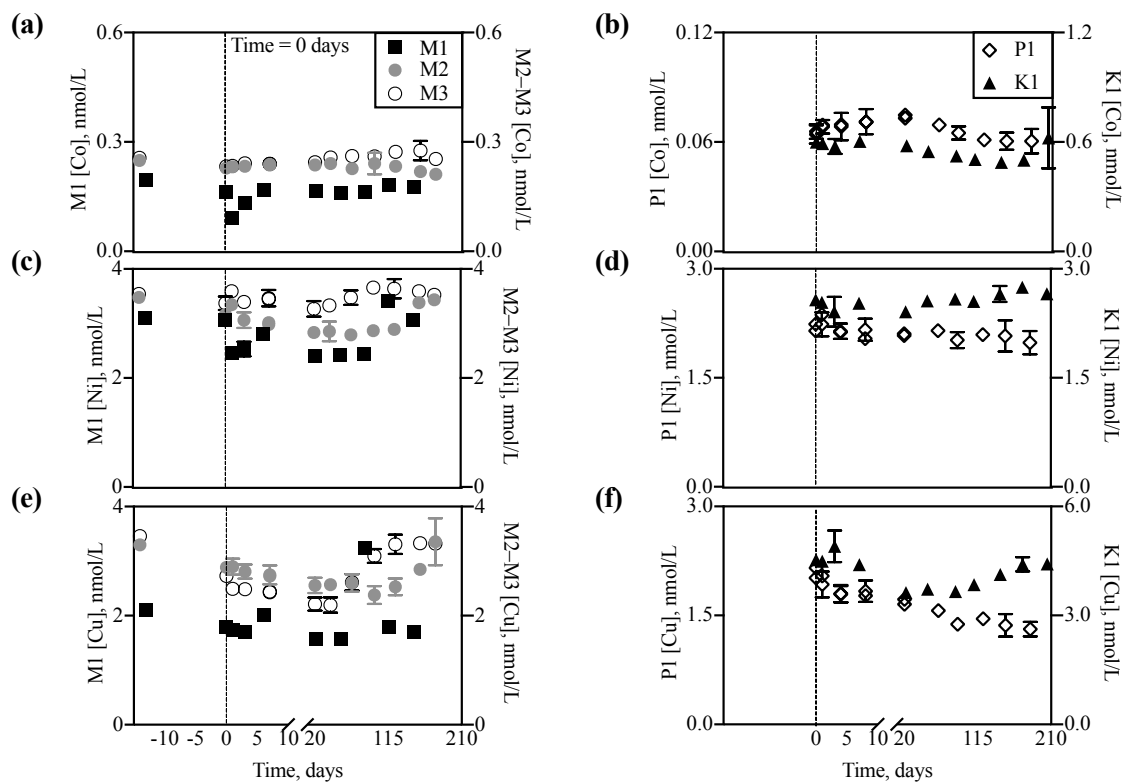 (a)
0.6
0.3
0.0
M1 [Co], nmol/L
Time = 0 days
M1
M2
M3
0.6
0.3
0.0
M2–M3 [Co], nmol/L
(b)
0.12
0.06
0.00
P1 [Co], nmol/L
P1
K1
1.2
0.6
0.0
K1 [Co], nmol/L
(c)
4
2
0
M1 [Ni], nmol/L
4
2
0
M2–M3 [Ni], nmol/L
(d)
3.0
1.5
0.0
P1 [Ni], nmol/L
3.0
1.5
0.0
K1 [Ni], nmol/L
(e)
4
2
0
M1 [Cu], nmol/L
4
2
0
M2–M3 [Cu], nmol/L
-10 -5 0 5 10 20 115 210
Time, days
(f)
3.0
1.5
0.0
P1 [Cu], nmol/L
6.0
3.0
0.0
K1 [Cu], nmol/L
0 5 10 20 115 210
Time, days